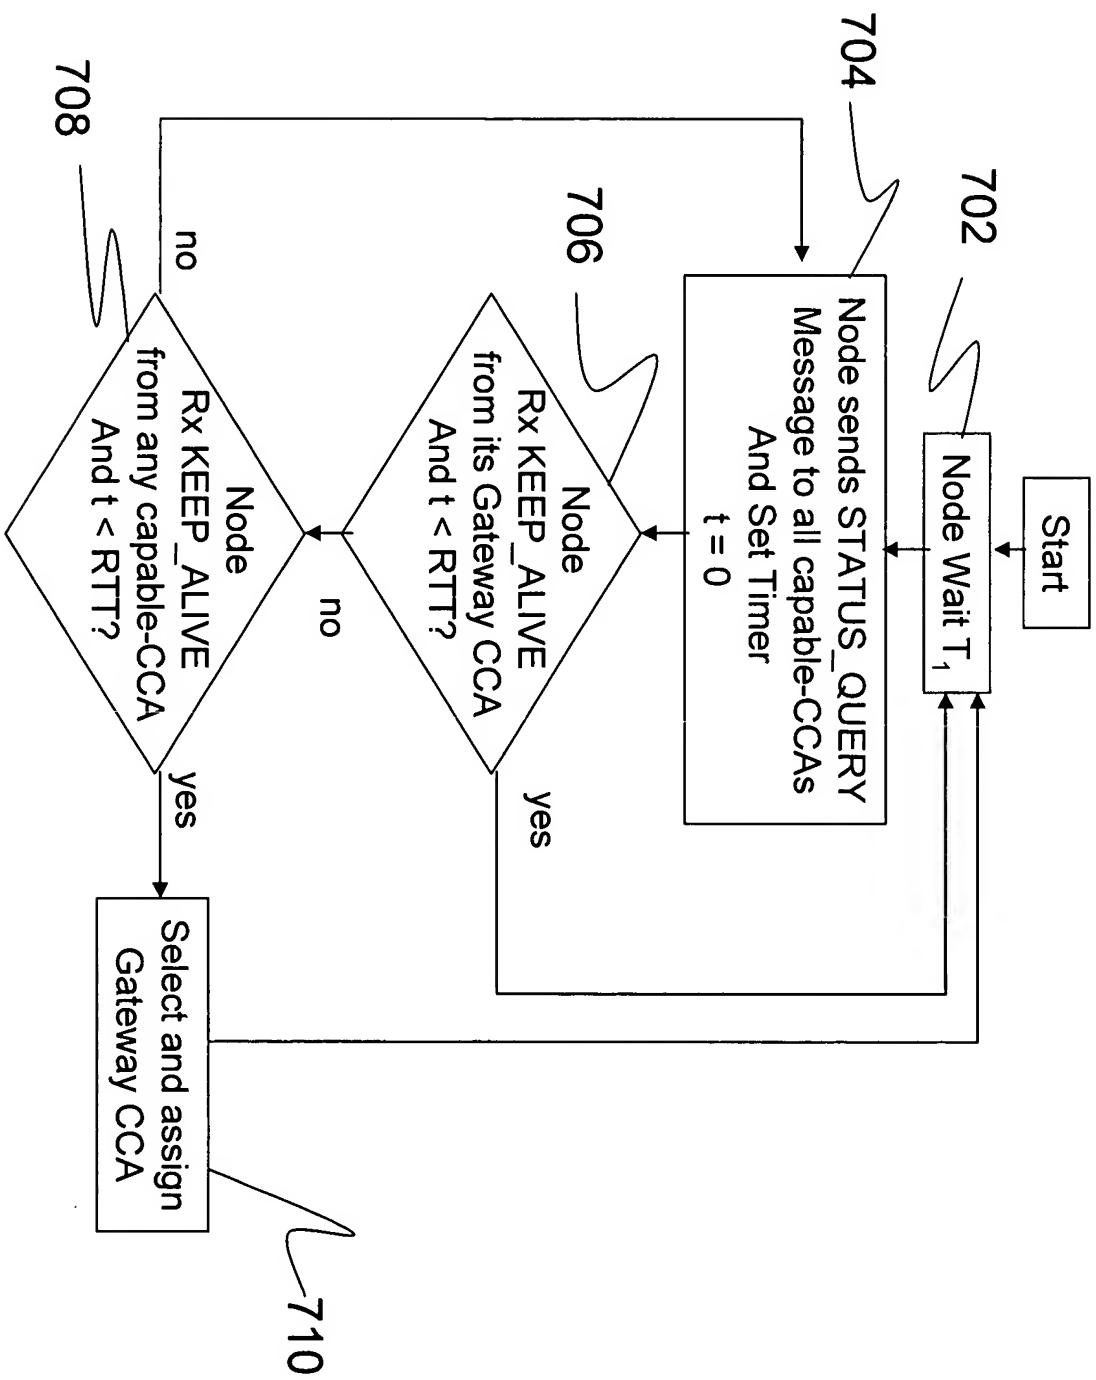 Start
702
Node Wait T1
704
Node sends STATUS_QUERY
Message to all capable-CCAs
And Set Timer
t = 0
706
Node
Rx KEEP_ALIVE
from its Gateway CCA
And t < RTT?
yes
no
708
Node
Rx KEEP_ALIVE
from any capable-CCA
And t < RTT?
no
yes
Select and assign
Gateway CCA
710